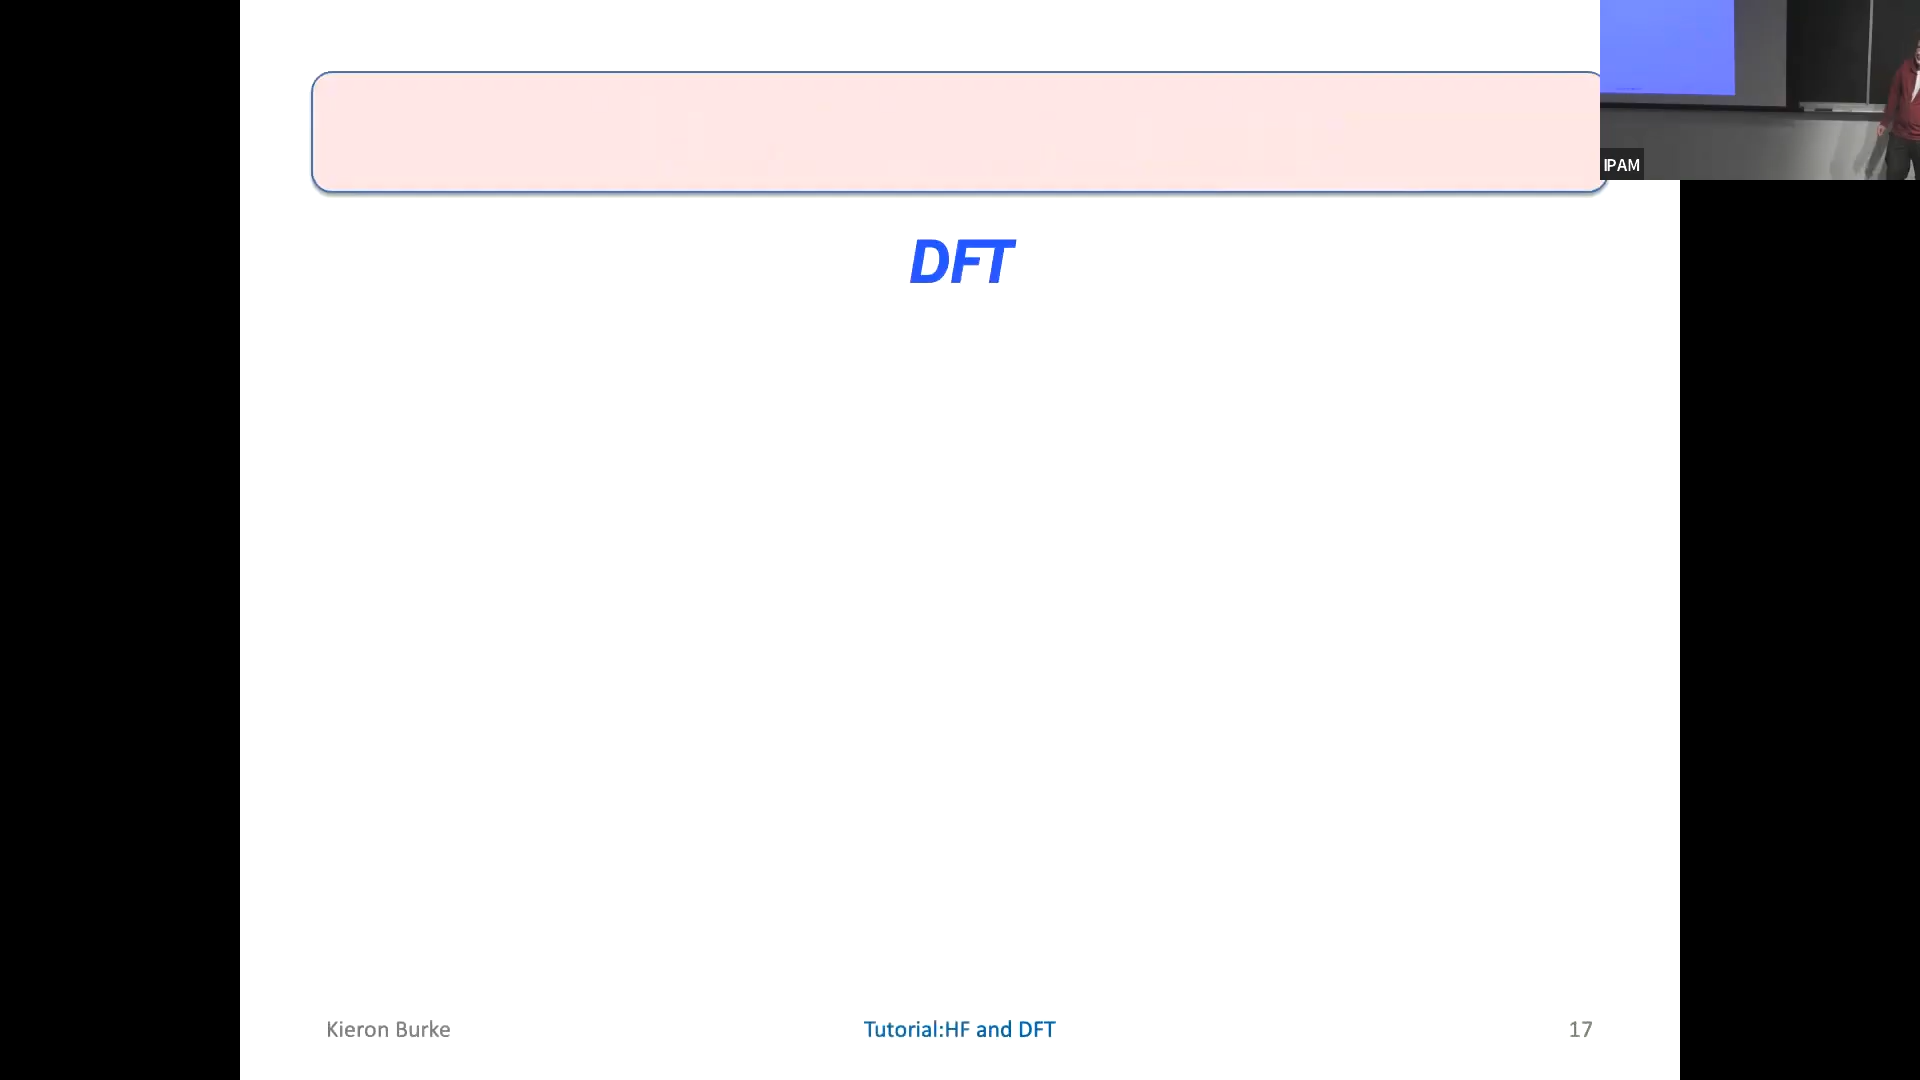 IPAM
DFT
Kieron Burke
Tutorial:HF and DFT
17